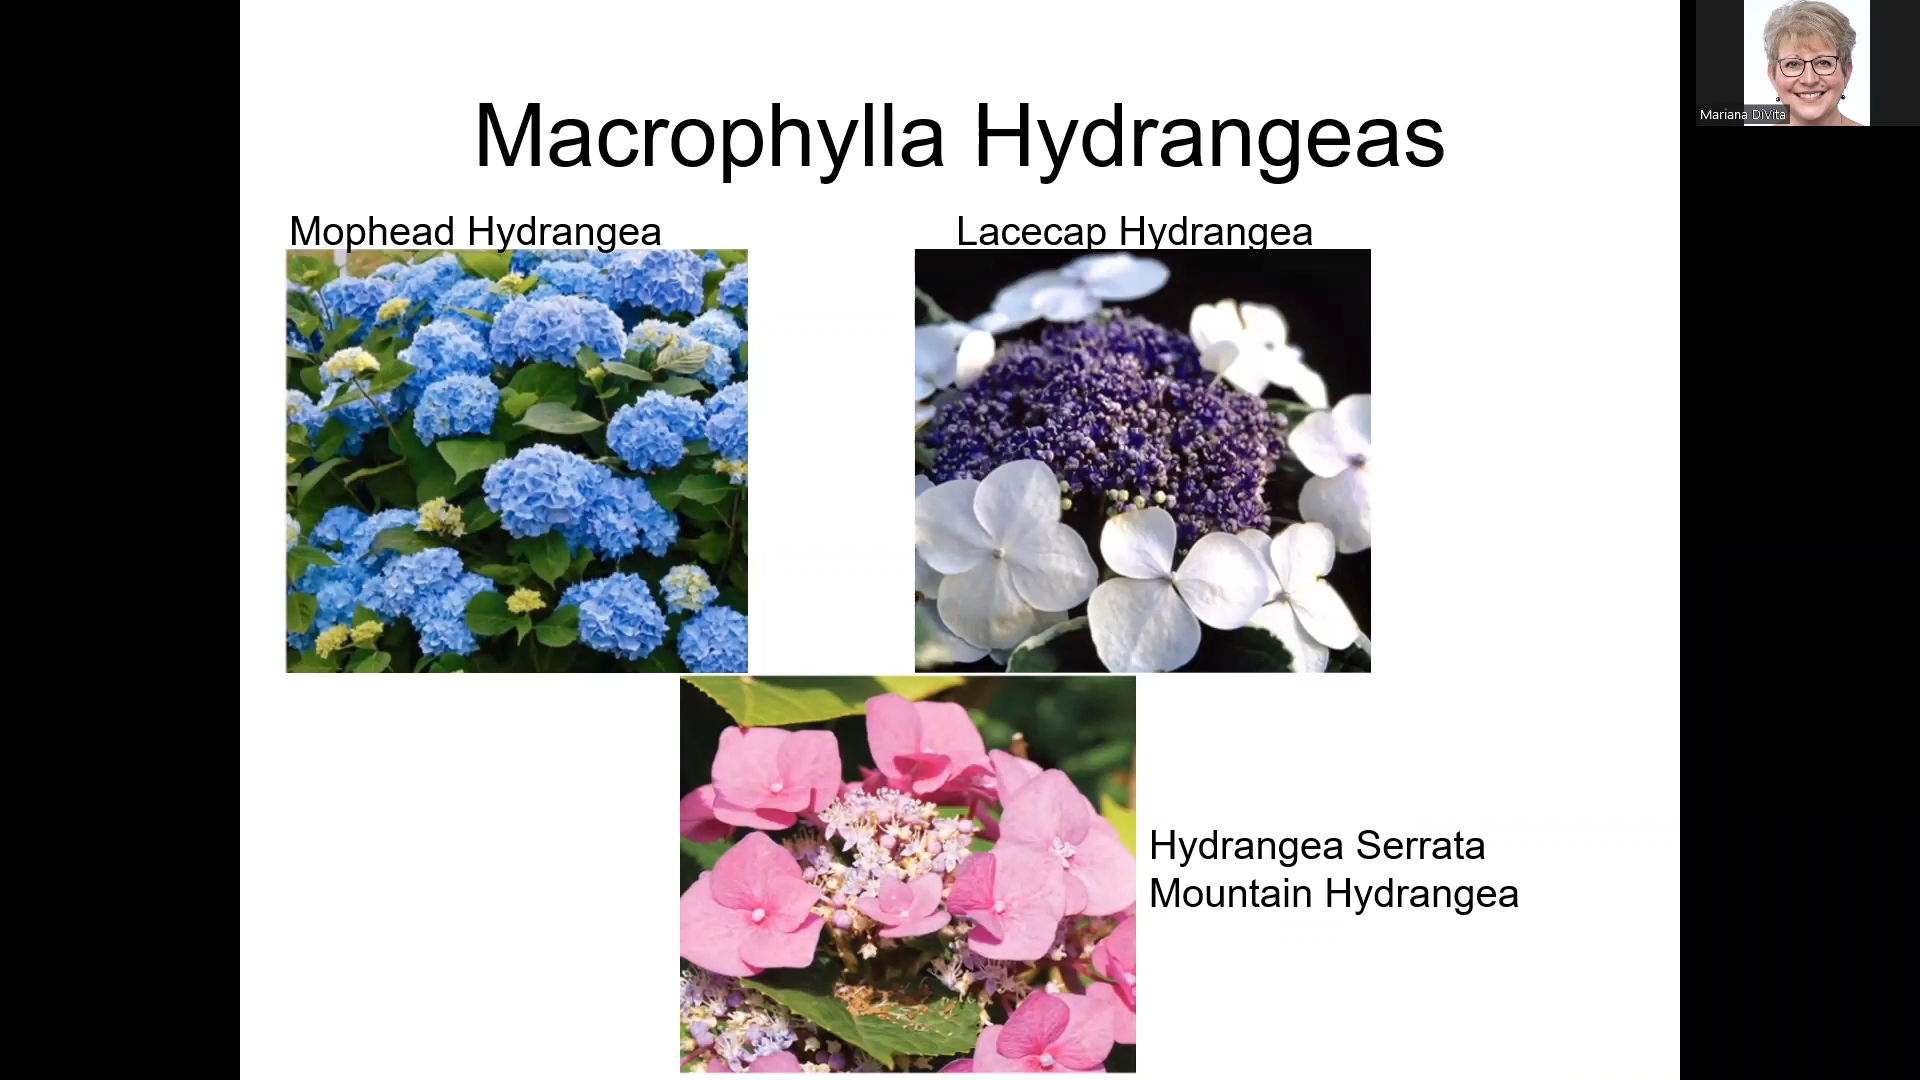 Macrophylla Hydrangeas
Mophead Hydrangea
Lacecap Hydrangea
Hydrangea Serrata
Mountain Hydrangea
Mariana DiVita